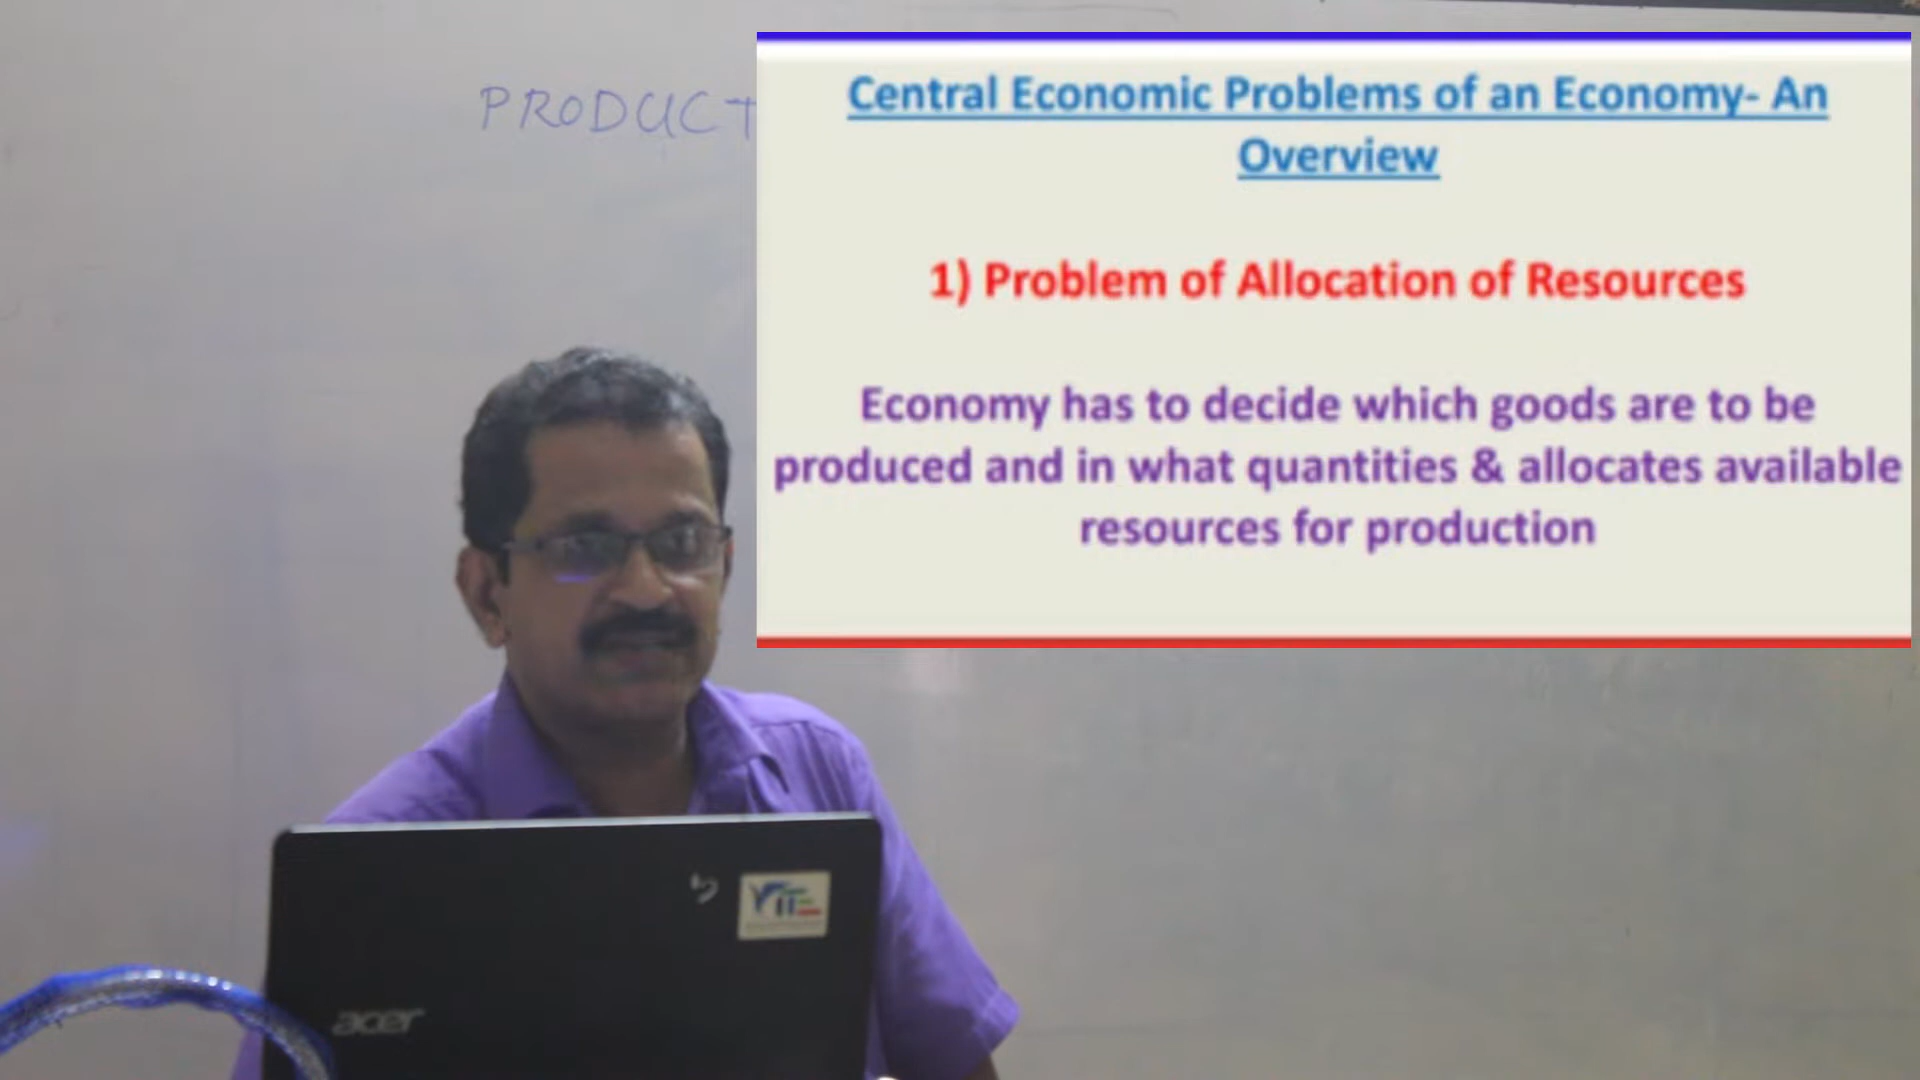 PRODUCT
Central Economic Problems of an Economy- An
Overview
1) Problem of Allocation of Resources
Economy has to decide which goods are to be
produced and in what quantities & allocates available
resources for production
acer